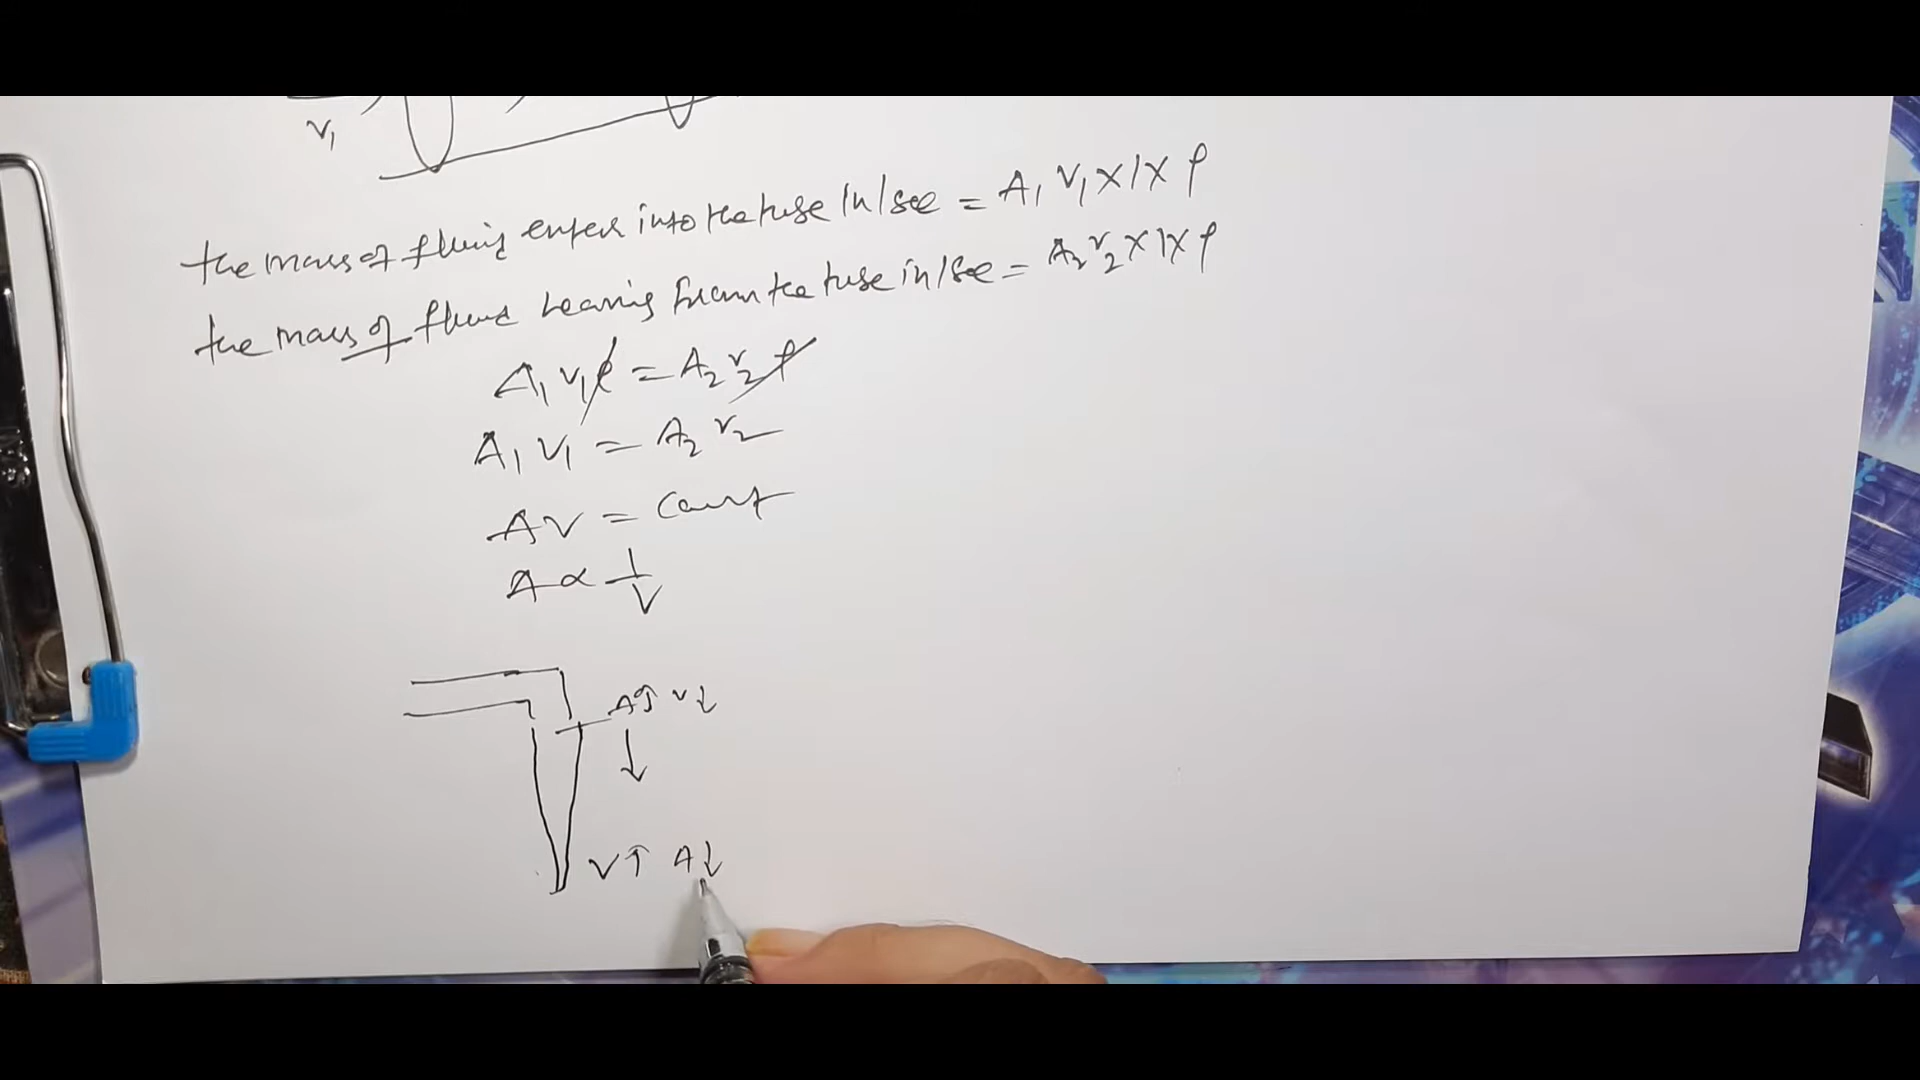 V₁
the mass of fluid enter into the tube in 1 sec = A₁ V₁ X 1 X ρ
the mass of fluid leaving from the tube in 1 sec = A₂ V₂ X 1 X ρ
A₁ V₁ ρ = A₂ V₂ ρ
A₁ V₁ = A₂ V₂
AV = Const
A ∝ 1/V
A↑ V↓
↓
V↑ A↓